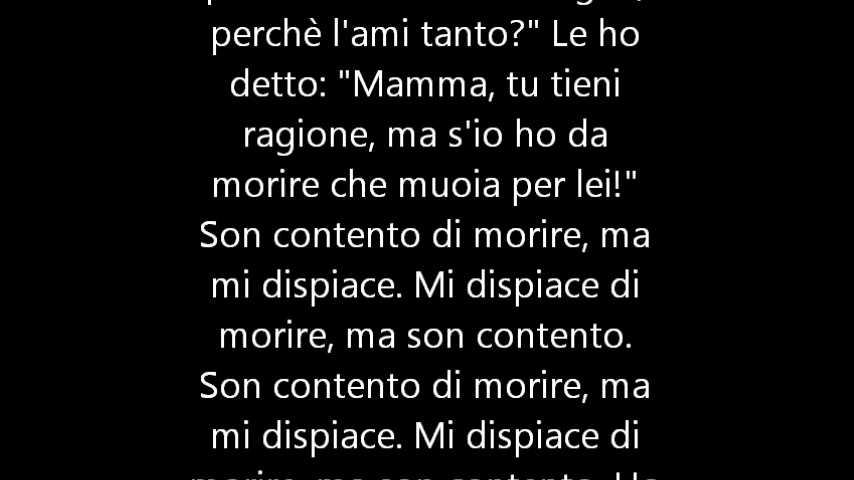 perchè l'ami tanto?" Le ho
detto: "Mamma, tu tieni
ragione, ma s'io ho da
morire che muoia per lei!"
Son contento di morire, ma
mi dispiace. Mi dispiace di
morire, ma son contento.
Son contento di morire, ma
mi dispiace. Mi dispiace di